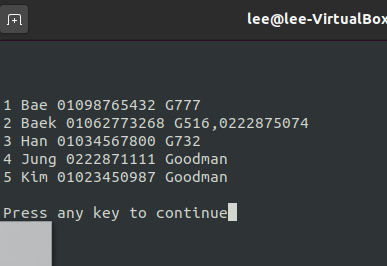 lee@lee-VirtualBox
1 Bae 01098765432 G777
2 Baek 01062773268 G516,0222875074
3 Han 01034567800 G732
4 Jung 0222871111 Goodman
5 Kim 01023450987 Goodman
Press any key to continue